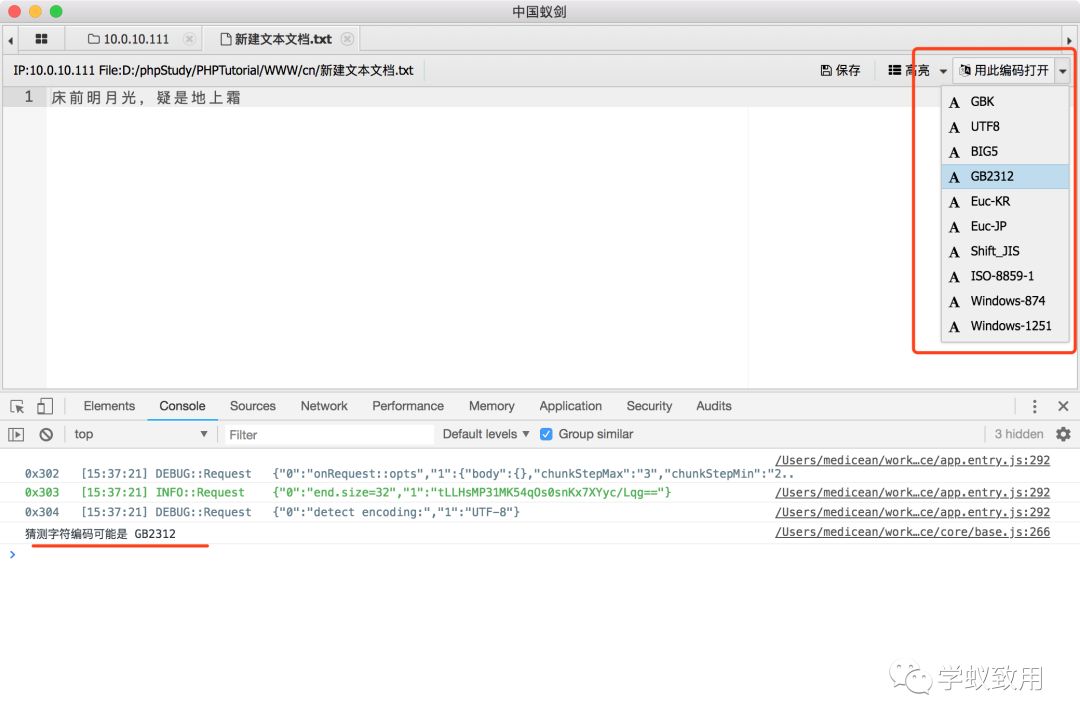 中国蚁剑
10.0.10.111 新建文本文档.txt
IP:10.0.10.111 File:D:/phpStudy/PHPTutorial/WWW/cn/新建文本文档.txt 保存 高亮 用此编码打开
1 床前明月光，疑是地上霜
A GBK
A UTF8
A BIG5
A GB2312
A Euc-KR
A Euc-JP
A Shift_JIS
A ISO-8859-1
A Windows-874
A Windows-1251
Elements Console Sources Network Performance Memory Application Security Audits
top Filter Default levels Group similar 3 hidden
/Users/medicean/work…ce/app.entry.js:292
0x302 [15:37:21] DEBUG::Request {"0":"onRequest::opts","1":{"body":{},"chunkStepMax":"3","chunkStepMin":"2..
0x303 [15:37:21] INFO::Request {"0":"end.size=32","1":"tLLHsMP31MK54qOs0snKx7XYyc/Lqg=="} /Users/medicean/work…ce/app.entry.js:292
0x304 [15:37:21] DEBUG::Request {"0":"detect encoding:","1":"UTF-8"} /Users/medicean/work…ce/app.entry.js:292
猜测字符编码可能是 GB2312 /Users/medicean/work…ce/core/base.js:266
学蚁致用